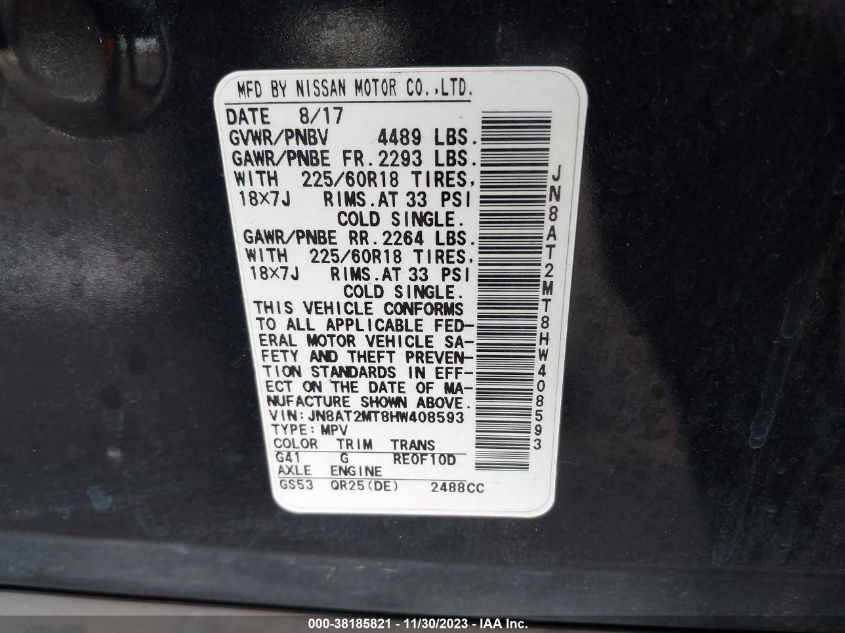 MFD BY NISSAN MOTOR CO.,LTD.
DATE 8/17
GVWR/PNBV 4489 LBS.
GAWR/PNBE FR.2293 LBS.
WITH 225/60R18 TIRES,
18×7J RIMS.AT 33 PSI
COLD SINGLE.
GAWR/PNBE RR.2264 LBS.
WITH 225/60R18 TIRES,
18×7J RIMS.AT 33 PSI
COLD SINGLE.
THIS VEHICLE CONFORMS
TO ALL APPLICABLE FED-
ERAL MOTOR VEHICLE SA-
FETY AND THEFT PREVEN-
TION STANDARDS IN EFF-
ECT ON THE DATE OF MA-
NUFACTURE SHOWN ABOVE.
VIN:JN8AT2MT8HW408593
TYPE:MPV
COLOR TRIM TRANS
G41 G RE0F10D
AXLE ENGINE
GS53 QR25(DE) 2488CC
JN8AT2MT8HW408593
000-38185821 - 11/30/2023 - IAA Inc.